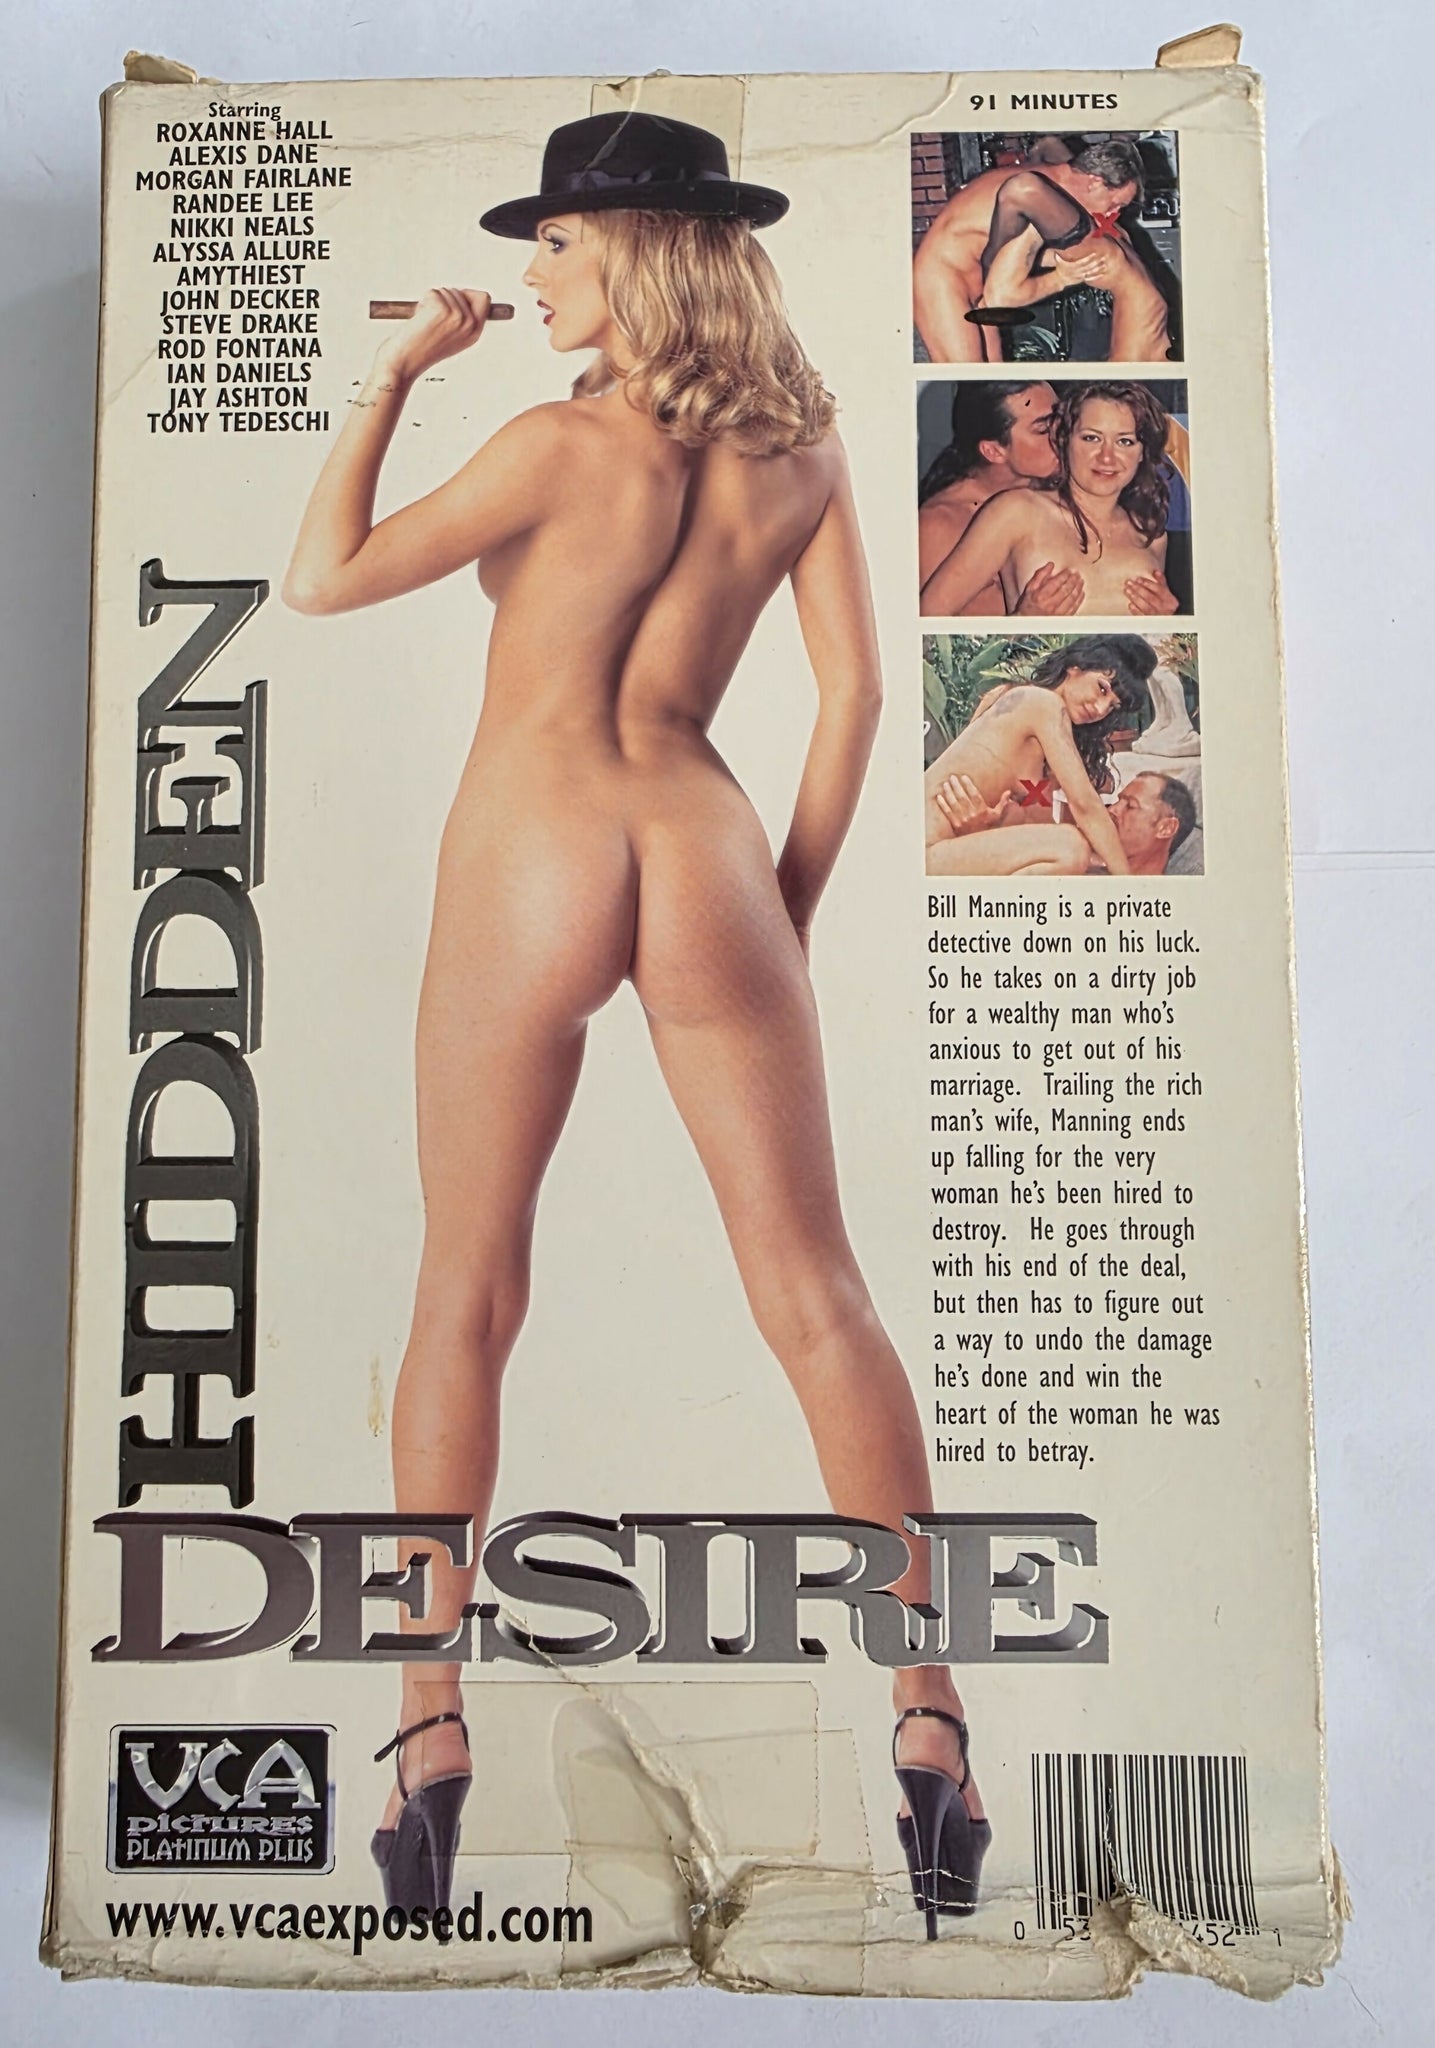 Starring
ROXANNE HALL
ALEXIS DANE
MORGAN FAIRLANE
RANDEE LEE
NIKKI NEALS
ALYSSA ALLURE
AMYTHIEST
JOHN DECKER
STEVE DRAKE
ROD FONTANA
IAN DANIELS
JAY ASHTON
TONY TEDESCHI
91 MINUTES
Bill Manning is a private
detective down on his luck.
So he takes on a dirty job
for a wealthy man who's
anxious to get out of his
marriage. Trailing the rich
man's wife, Manning ends
up falling for the very
woman he's been hired to
destroy. He goes through
with his end of the deal,
but then has to figure out
a way to undo the damage
he's done and win the
heart of the woman he was
hired to betray.
HIDDEN
DESIRE
VCA
PICTURES
PLATINUM PLUS
www.vcaexposed.com
0 53 452 1